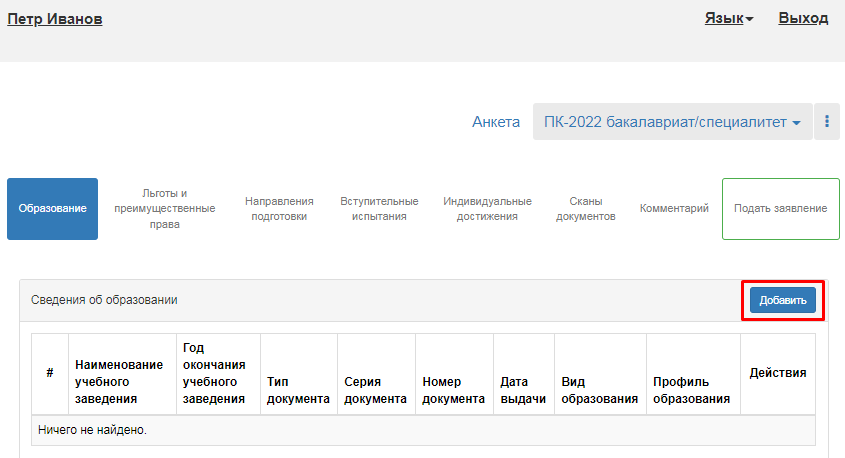 Петр Иванов
Язык
Выход
Анкета
ПК-2022 бакалавриат/специалитет
Образование
Льготы и
преимущественные
права
Направления
подготовки
Вступительные
испытания
Индивидуальные
достижения
Сканы
документов
Комментарий
Подать заявление
Сведения об образовании
Добавить
#
Наименование
учебного
заведения
Год
окончания
учебного
заведения
Тип
документа
Серия
документа
Номер
документа
Дата
выдачи
Вид
образования
Профиль
образования
Действия
Ничего не найдено.